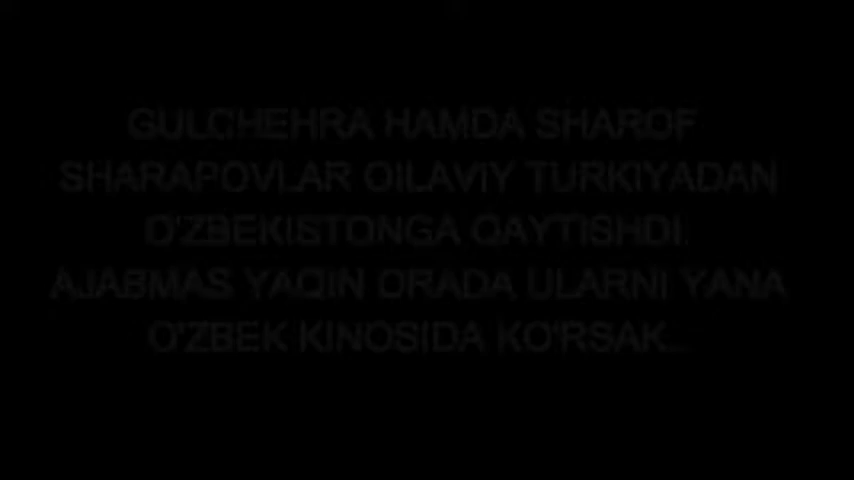 GULCHEHRA HAMDA SHAROF
SHARAPOVLAR OILAVIY TURKIYADAN
O'ZBEKISTONGA QAYTISHDI.
AJABMAS YAQIN ORADA ULARNI YANA
O'ZBEK KINOSIDA KO'RSAK...